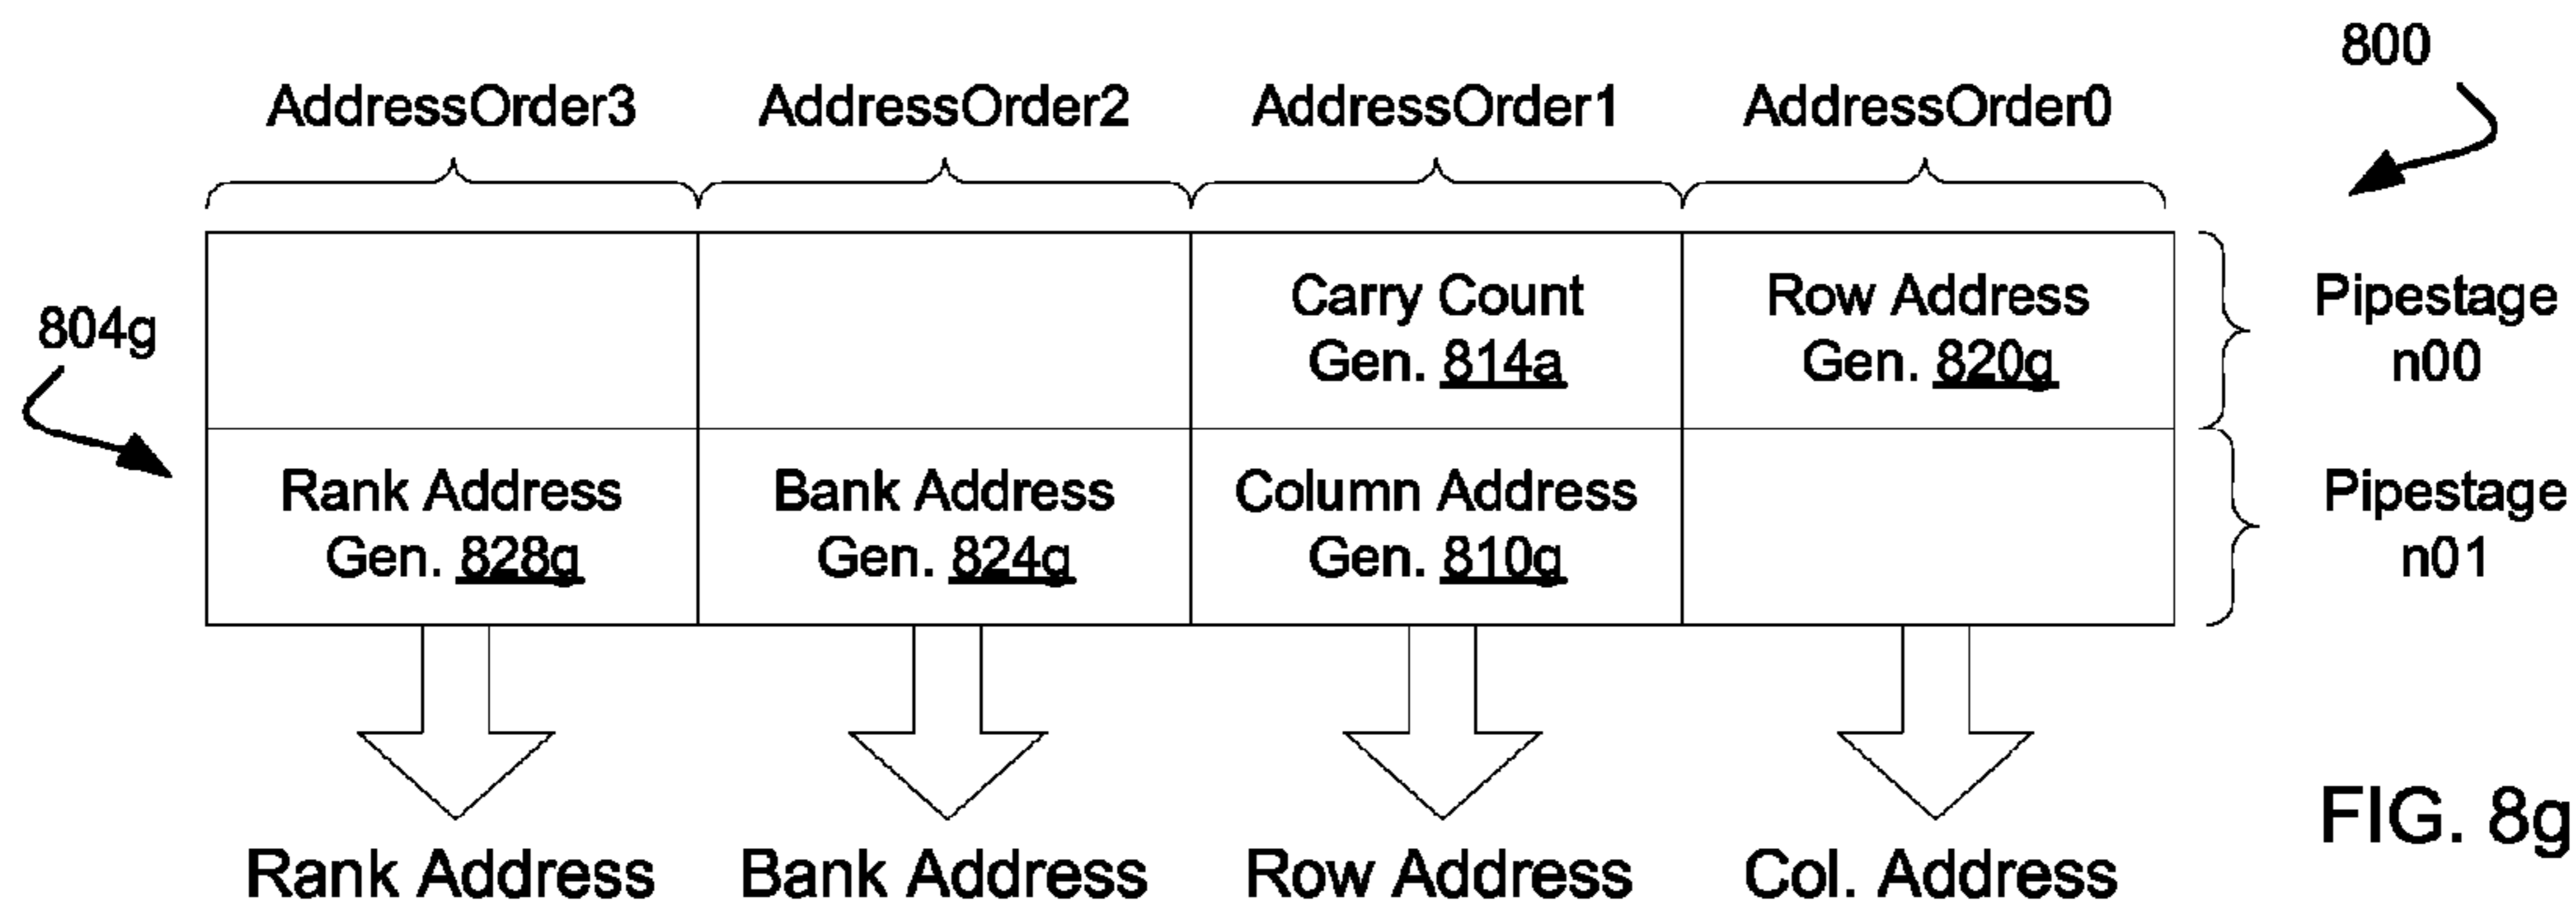 800
AddressOrder3 AddressOrder2 AddressOrder1 AddressOrder0
804g
Carry Count
Gen. 814a
Row Address
Gen. 820g
Pipestage
n00
Rank Address
Gen. 828g
Bank Address
Gen. 824g
Column Address
Gen. 810g
Pipestage
n01
Rank Address Bank Address Row Address Col. Address
FIG. 8g